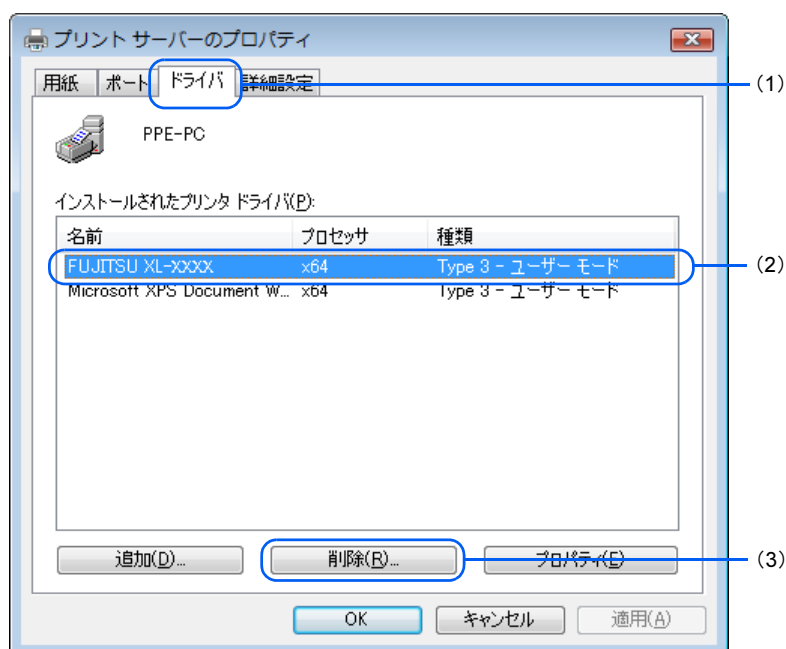 プリント サーバーのプロパティ
用紙 ポート ドライバ 詳細設定
(1)
PPE-PC
インストールされたプリンタ ドライバ(P):
名前 プロセッサ 種類
FUJITSU XL-XXXX x64 Type 3 - ユーザー モード
(2)
Microsoft XPS Document W... x64 Type 3 - ユーザー モード
追加(D)... 削除(R)... プロパティ(E)
(3)
OK キャンセル 適用(A)